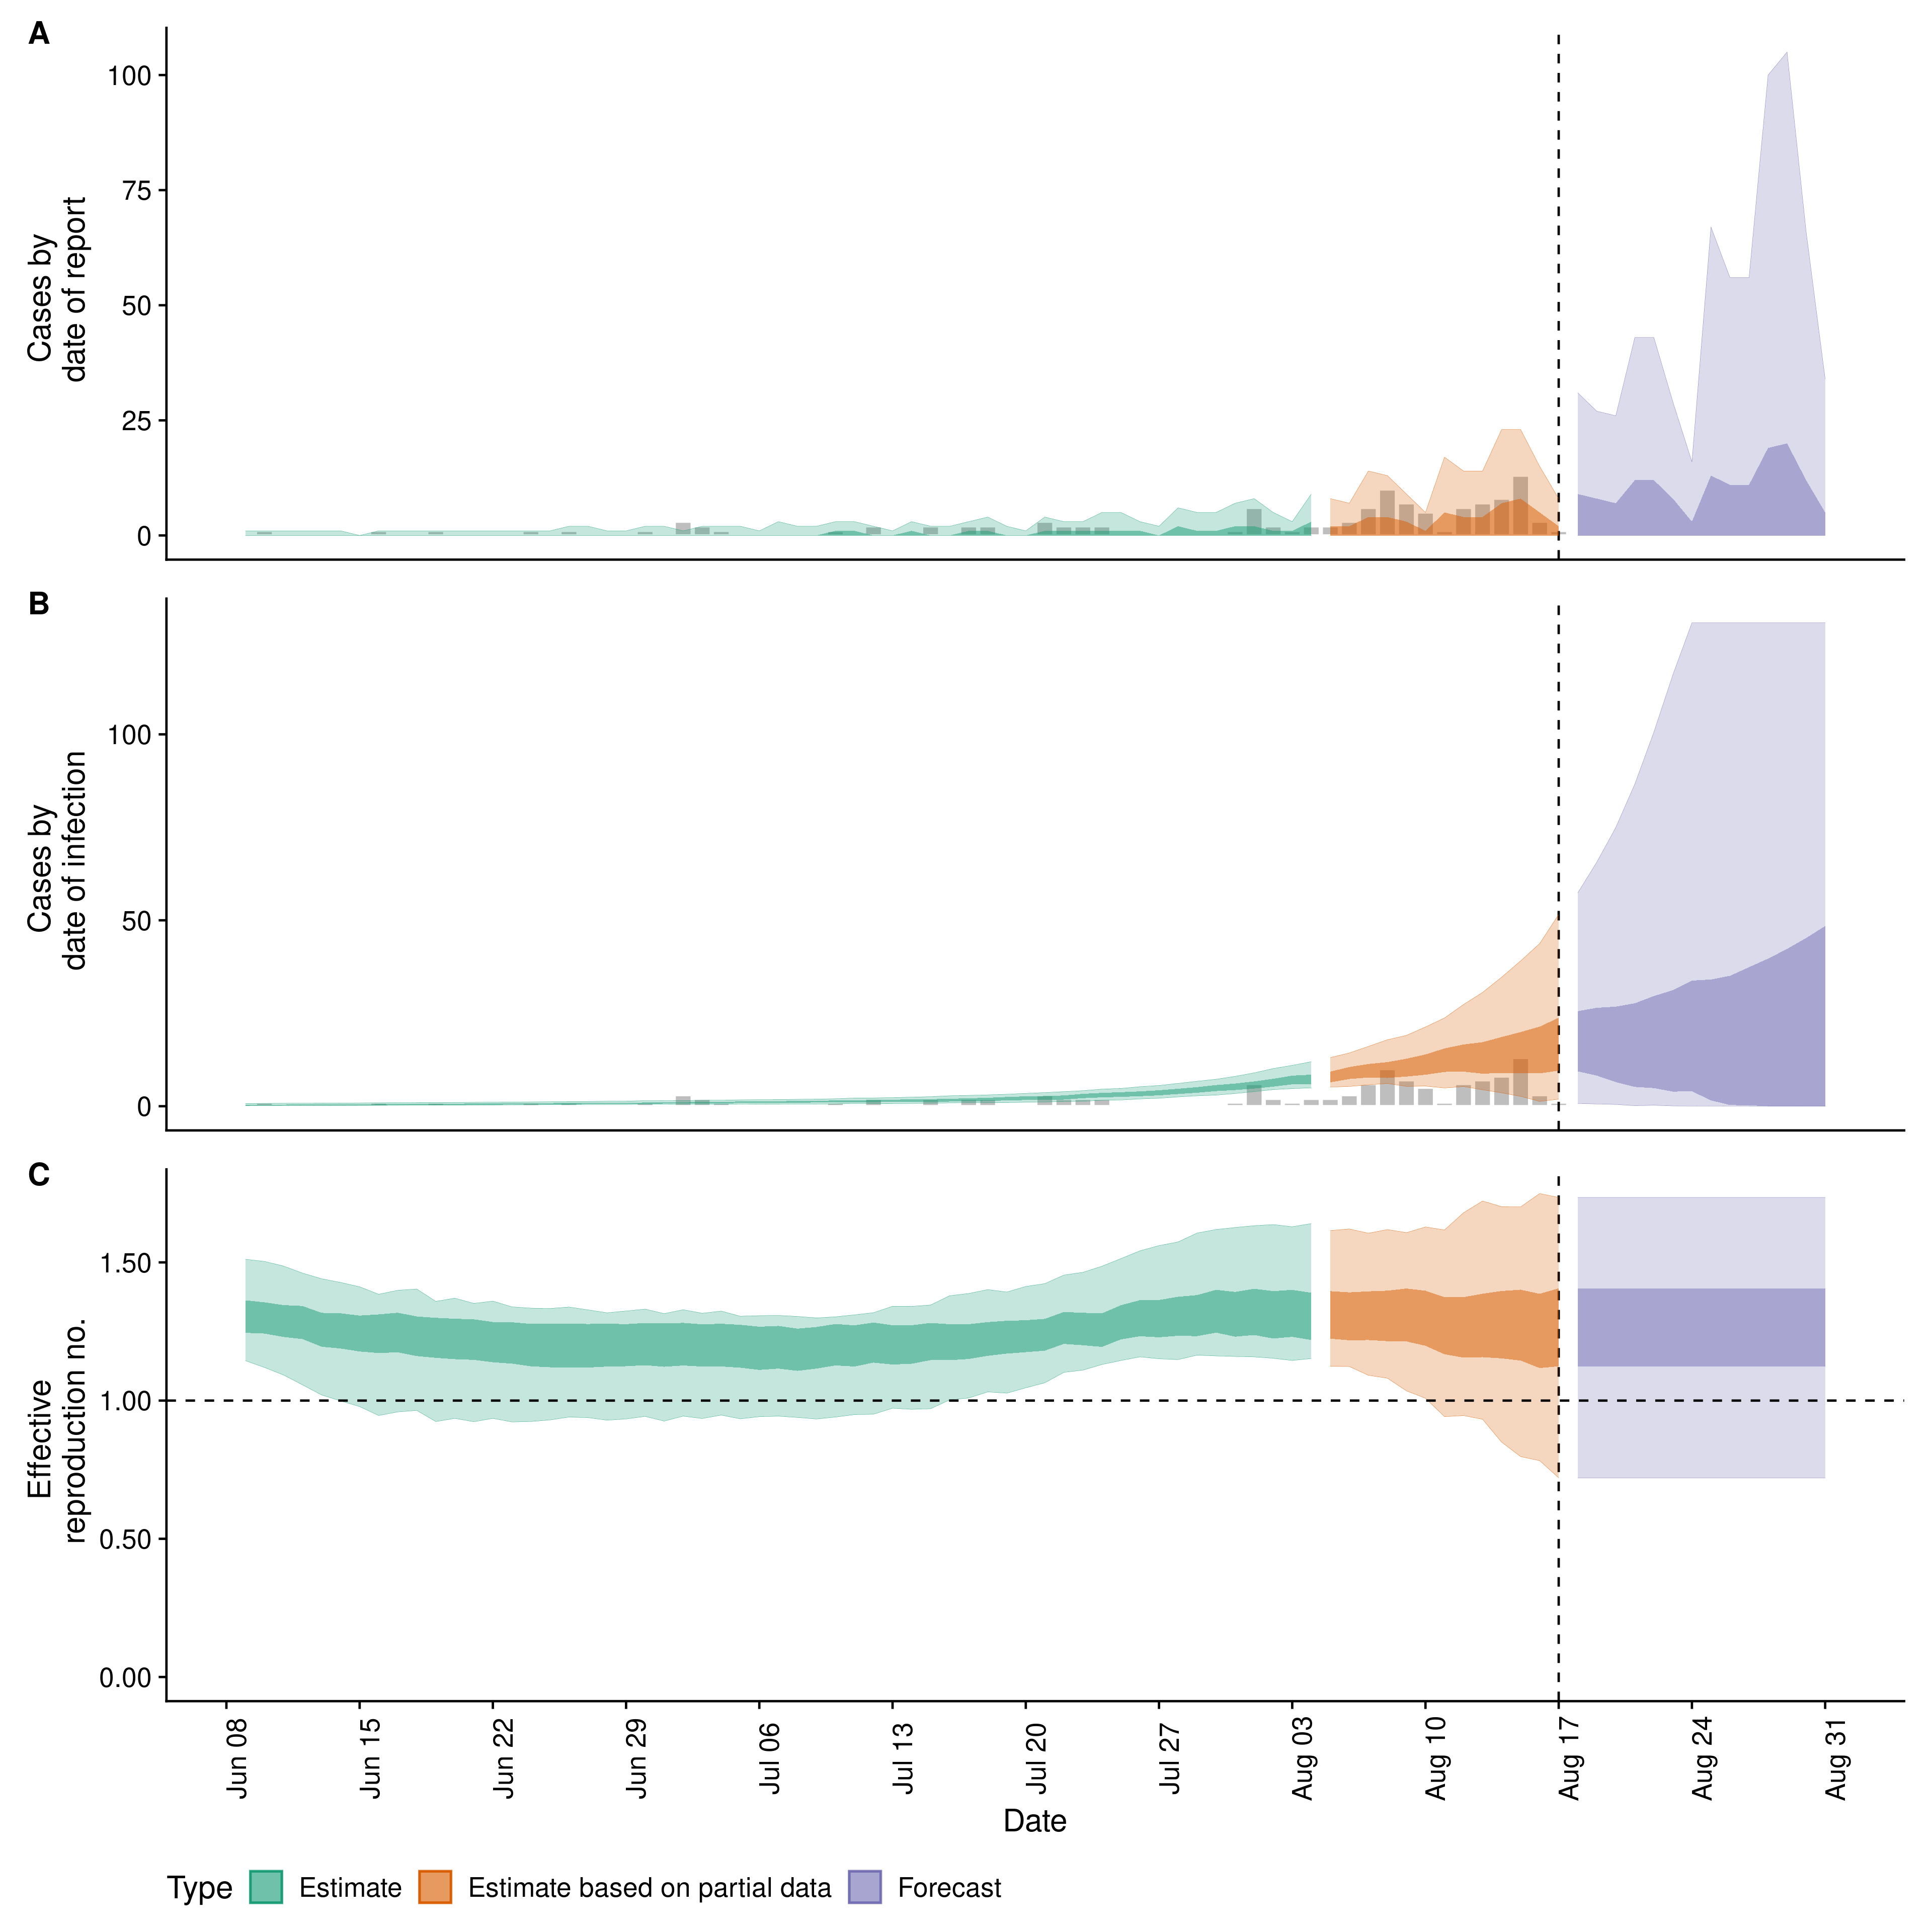 A
Cases by
date of report
100
75
50
25
0
B
Cases by
date of infection
100
50
0
C
Effective
reproduction no.
1.50
1.00
0.50
0.00
Jun 08
Jun 15
Jun 22
Jun 29
Jul 06
Jul 13
Jul 20
Jul 27
Aug 03
Aug 10
Aug 17
Aug 24
Aug 31
Date
Type Estimate Estimate based on partial data Forecast